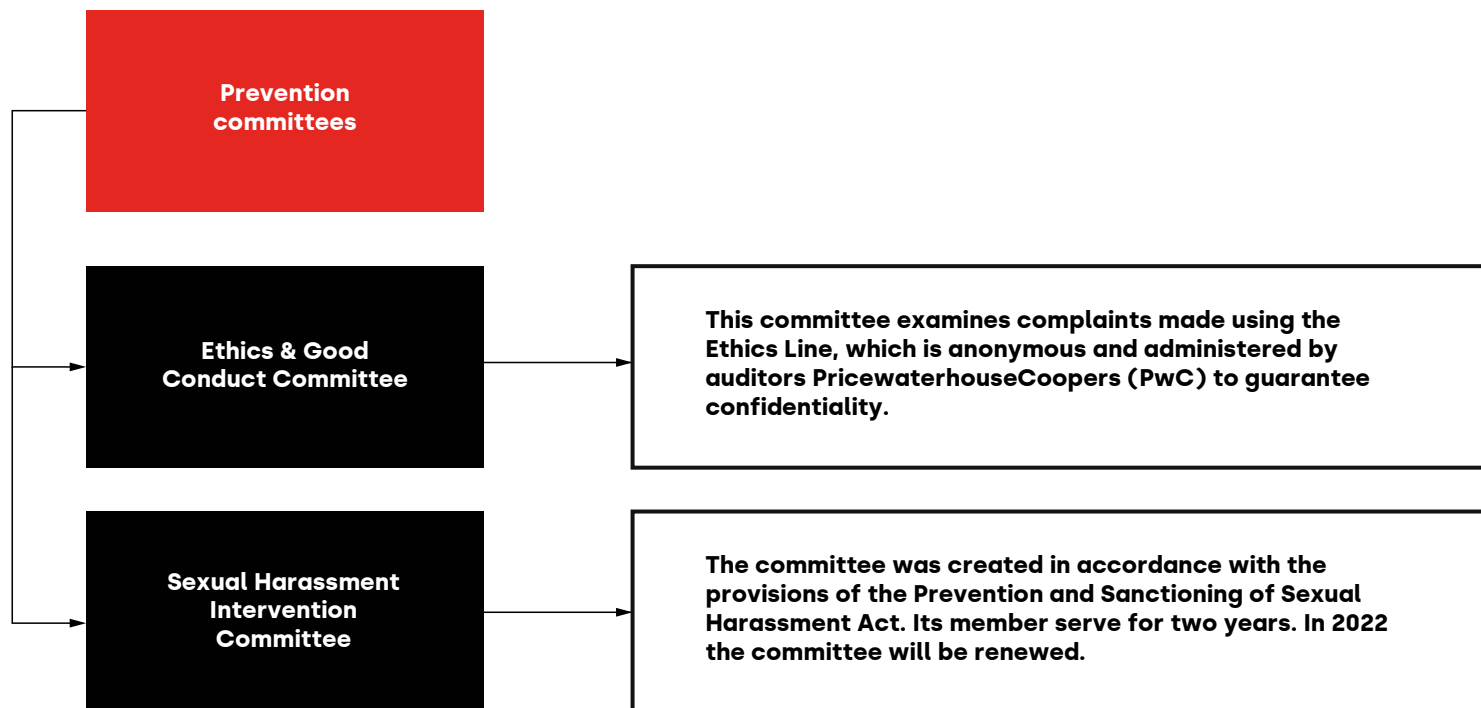 Prevention
committees
Ethics & Good
Conduct Committee
This committee examines complaints made using the
Ethics Line, which is anonymous and administered by
auditors PricewaterhouseCoopers (PwC) to guarantee
confidentiality.
Sexual Harassment
Intervention
Committee
The committee was created in accordance with the
provisions of the Prevention and Sanctioning of Sexual
Harassment Act. Its member serve for two years. In 2022
the committee will be renewed.